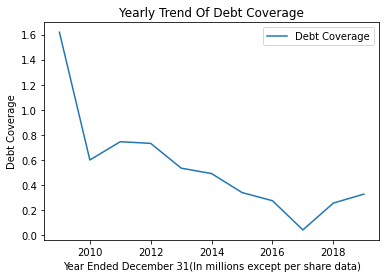 Yearly Trend Of Debt Coverage
Debt Coverage
1.6
1.4
1.2
1.0
0.8
0.6
0.4
0.2
0.0
Debt Coverage
2010 2012 2014 2016 2018
Year Ended December 31(In millions except per share data)